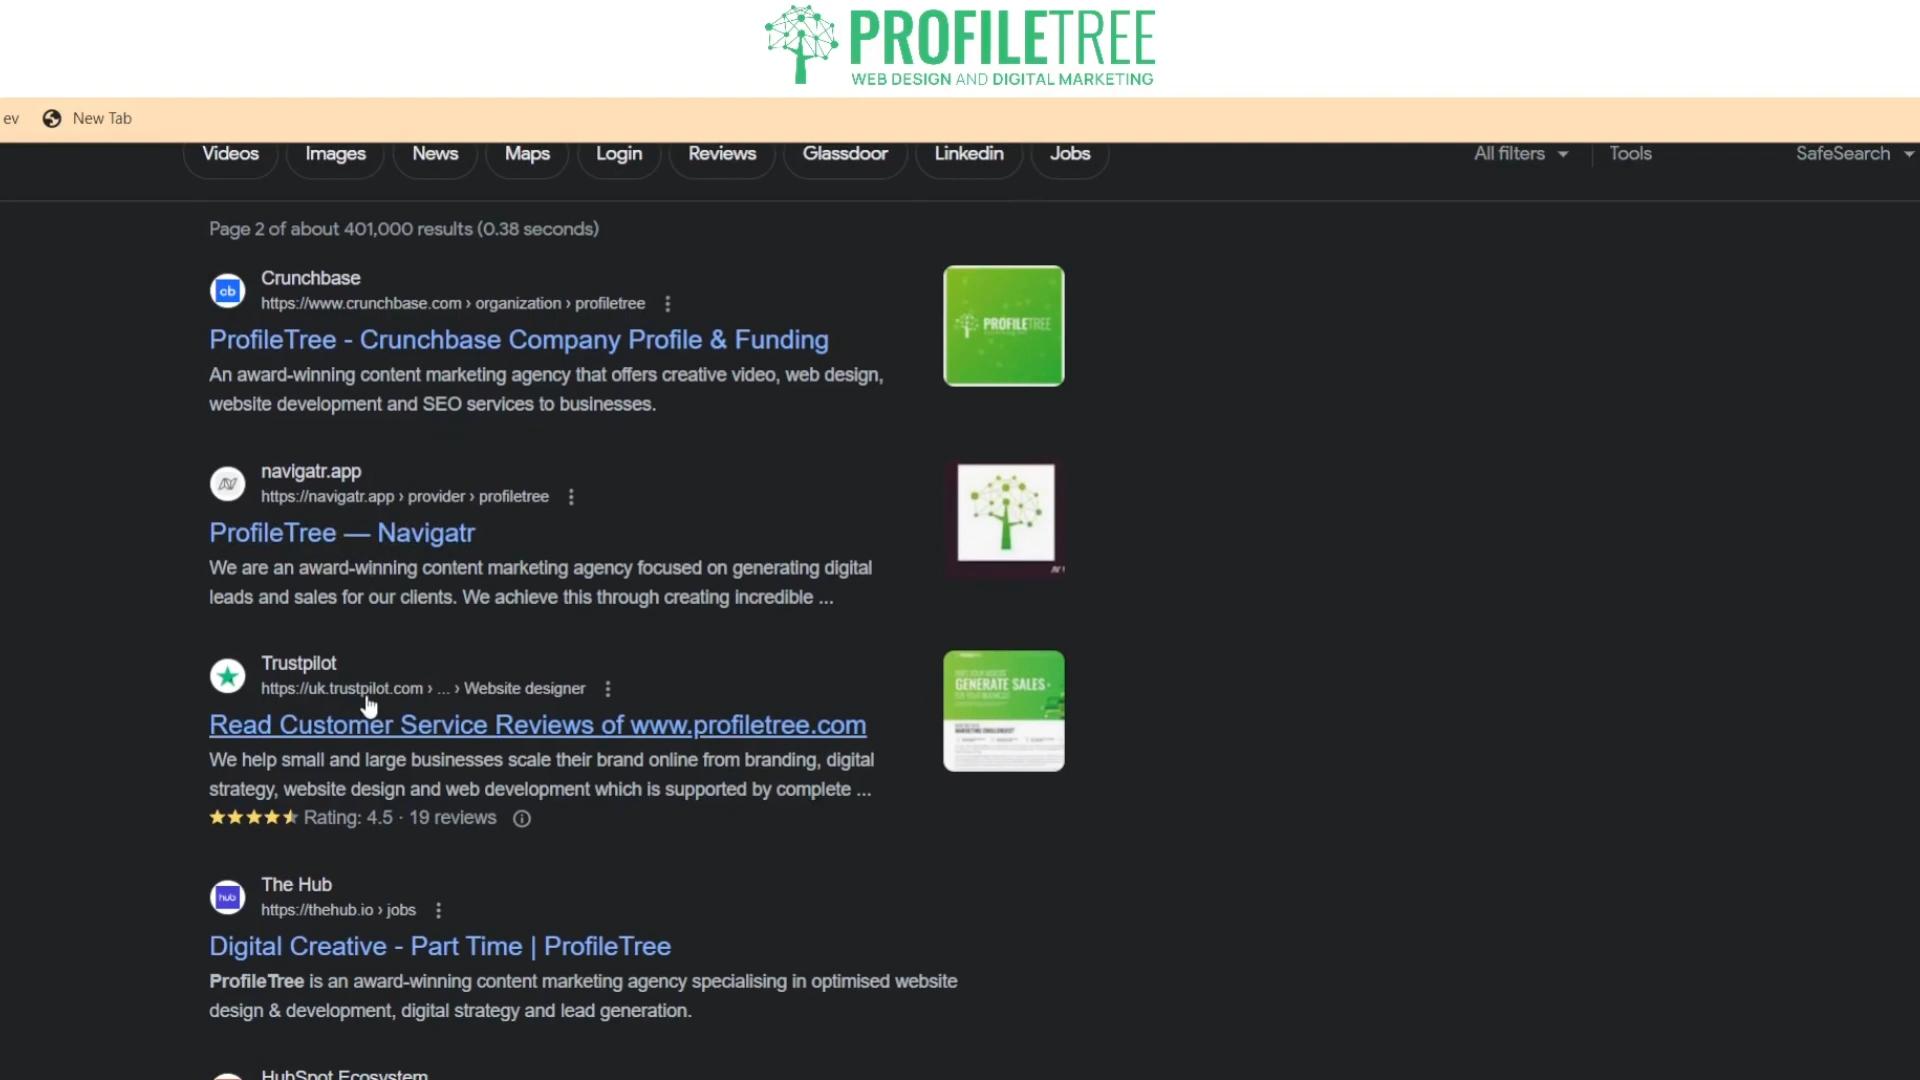 PROFILETREE
WEB DESIGN AND DIGITAL MARKETING
ev New Tab
Videos Images News Maps Login Reviews Glassdoor Linkedin Jobs All filters Tools SafeSearch
Page 2 of about 401,000 results (0.38 seconds)
cb
Crunchbase
https://www.crunchbase.com › organization › profiletree
ProfileTree - Crunchbase Company Profile & Funding
An award-winning content marketing agency that offers creative video, web design,
website development and SEO services to businesses.
PROFILETREE
navigatr.app
https://navigatr.app › provider › profiletree
ProfileTree — Navigatr
We are an award-winning content marketing agency focused on generating digital
leads and sales for our clients. We achieve this through creating incredible ...
Trustpilot
https://uk.trustpilot.com › ... › Website designer
Read Customer Service Reviews of www.profiletree.com
We help small and large businesses scale their brand online from branding, digital
strategy, website design and web development which is supported by complete ...
Rating: 4.5 · 19 reviews
GENERATE SALES
hub
The Hub
https://thehub.io › jobs
Digital Creative - Part Time | ProfileTree
ProfileTree is an award-winning content marketing agency specialising in optimised website
design & development, digital strategy and lead generation.
HubSpot Ecosystem